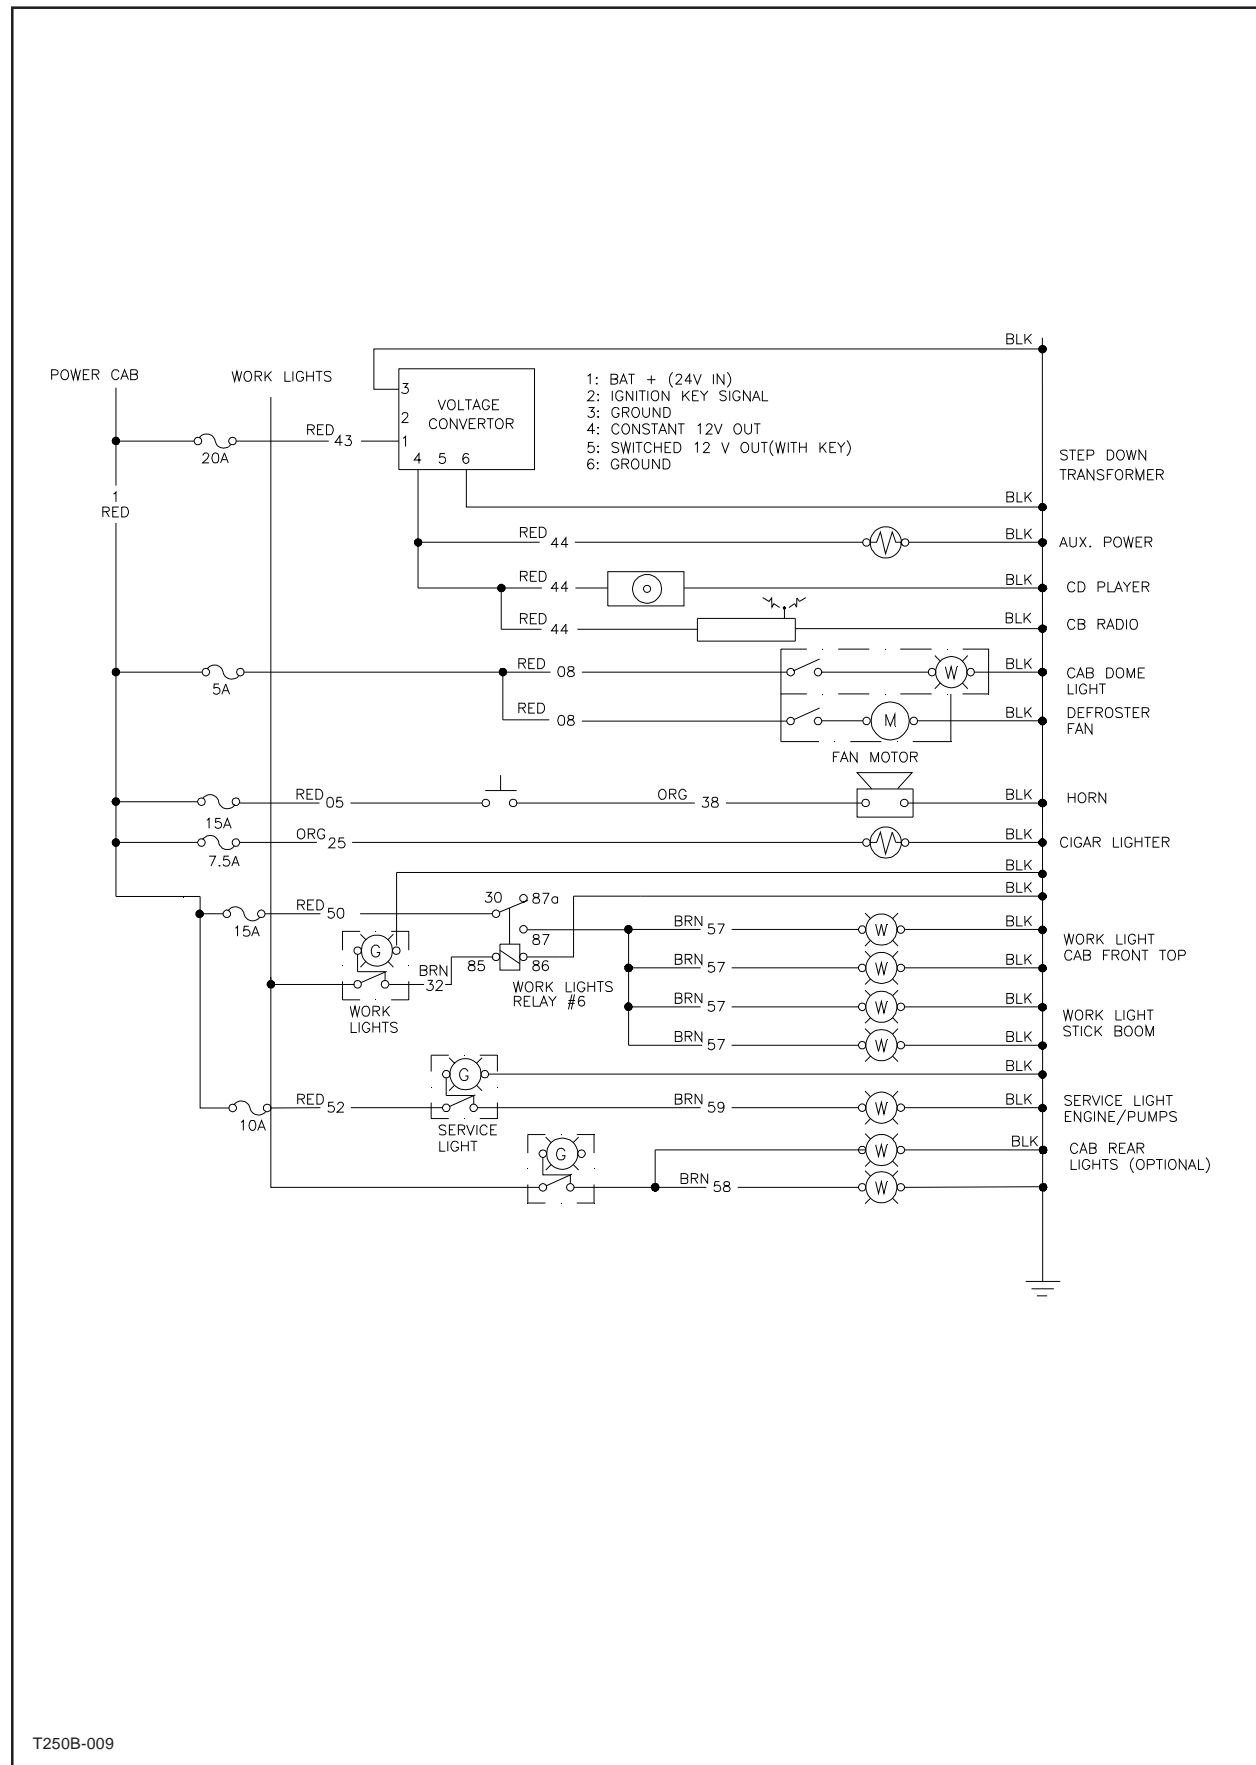 BLK
POWER CAB
WORK LIGHTS
3
VOLTAGE
CONVERTOR
2
1
4 5 6
1: BAT + (24V IN)
2: IGNITION KEY SIGNAL
3: GROUND
4: CONSTANT 12V OUT
5: SWITCHED 12 V OUT(WITH KEY)
6: GROUND
RED 43
20A
STEP DOWN
TRANSFORMER
1
RED
BLK
RED 44
BLK
AUX. POWER
RED 44
BLK
CD PLAYER
RED 44
BLK
CB RADIO
5A
RED 08
W
BLK
CAB DOME
LIGHT
RED 08
M
BLK
DEFROSTER
FAN
FAN MOTOR
15A
RED 05
ORG 38
BLK
HORN
7.5A
ORG 25
BLK
CIGAR LIGHTER
BLK
BLK
15A
RED 50
30
87a
87
85
86
G
BRN
32
WORK
LIGHTS
WORK LIGHTS
RELAY #6
BRN 57
W
BLK
WORK LIGHT
CAB FRONT TOP
BRN 57
W
BLK
BRN 57
W
BLK
WORK LIGHT
STICK BOOM
BRN 57
W
BLK
G
BLK
10A
RED 52
SERVICE
LIGHT
BRN 59
W
BLK
SERVICE LIGHT
ENGINE/PUMPS
G
W
BLK
CAB REAR
LIGHTS (OPTIONAL)
BRN 58
W
T250B-009